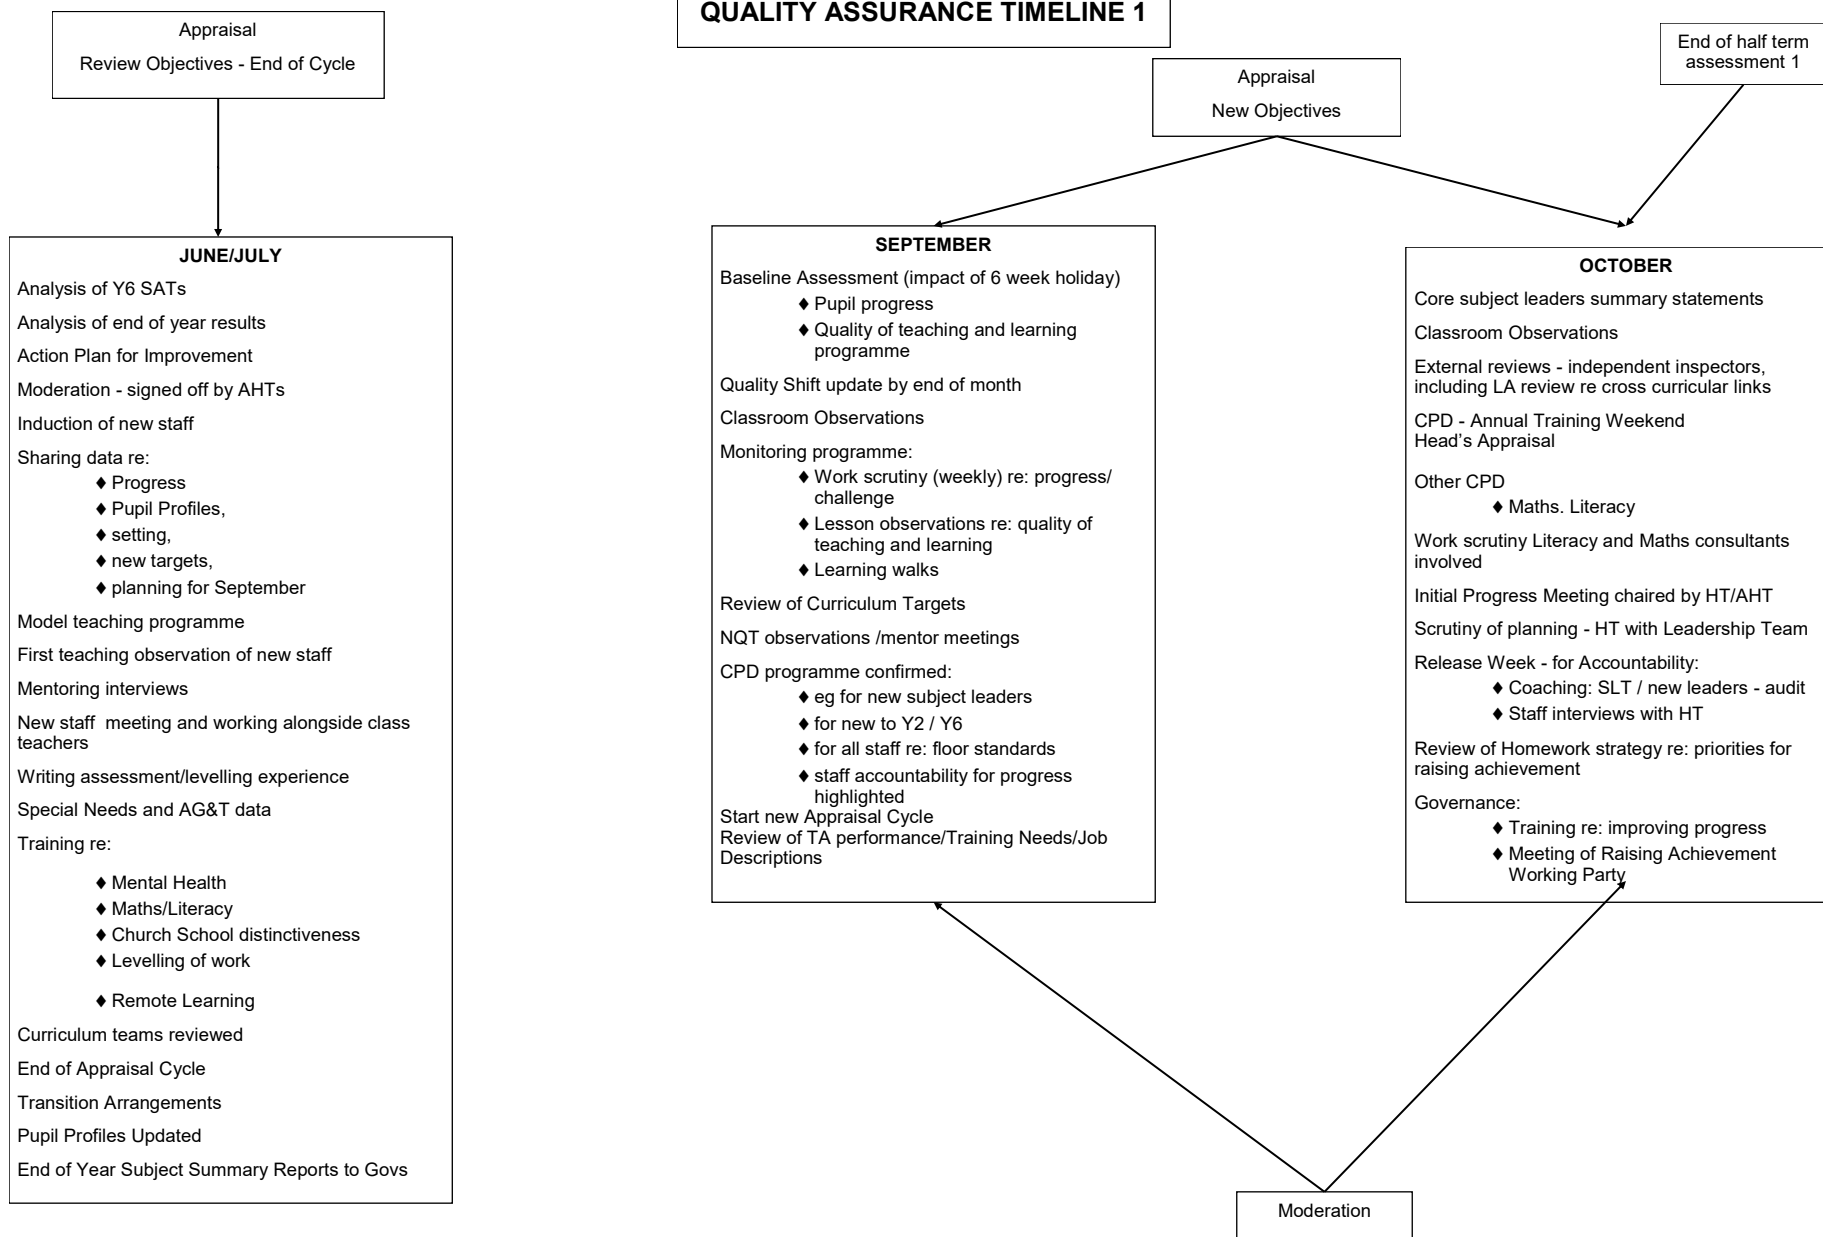 QUALITY ASSURANCE TIMELINE 1
Appraisal
Review Objectives - End of Cycle
Appraisal
New Objectives
End of half term
assessment 1
JUNE/JULY
Analysis of Y6 SATs
Analysis of end of year results
Action Plan for Improvement
Moderation - signed off by AHTs
Induction of new staff
Sharing data re:
♦ Progress
♦ Pupil Profiles,
♦ setting,
♦ new targets,
♦ planning for September
Model teaching programme
First teaching observation of new staff
Mentoring interviews
New staff  meeting and working alongside class
teachers
Writing assessment/levelling experience
Special Needs and AG&T data
Training re:
♦ Mental Health
♦ Maths/Literacy
♦ Church School distinctiveness
♦ Levelling of work
♦ Remote Learning
Curriculum teams reviewed
End of Appraisal Cycle
Transition Arrangements
Pupil Profiles Updated
End of Year Subject Summary Reports to Govs
SEPTEMBER
Baseline Assessment (impact of 6 week holiday)
♦ Pupil progress
♦ Quality of teaching and learning
programme
Quality Shift update by end of month
Classroom Observations
Monitoring programme:
♦ Work scrutiny (weekly) re: progress/
challenge
♦ Lesson observations re: quality of
teaching and learning
♦ Learning walks
Review of Curriculum Targets
NQT observations /mentor meetings
CPD programme confirmed:
♦ eg for new subject leaders
♦ for new to Y2 / Y6
♦ for all staff re: floor standards
♦ staff accountability for progress
highlighted
Start new Appraisal Cycle
Review of TA performance/Training Needs/Job
Descriptions
OCTOBER
Core subject leaders summary statements
Classroom Observations
External reviews - independent inspectors,
including LA review re cross curricular links
CPD - Annual Training Weekend
Head's Appraisal
Other CPD
♦ Maths. Literacy
Work scrutiny Literacy and Maths consultants
involved
Initial Progress Meeting chaired by HT/AHT
Scrutiny of planning - HT with Leadership Team
Release Week - for Accountability:
♦ Coaching: SLT / new leaders - audit
♦ Staff interviews with HT
Review of Homework strategy re: priorities for
raising achievement
Governance:
♦ Training re: improving progress
♦ Meeting of Raising Achievement
Working Party
Moderation